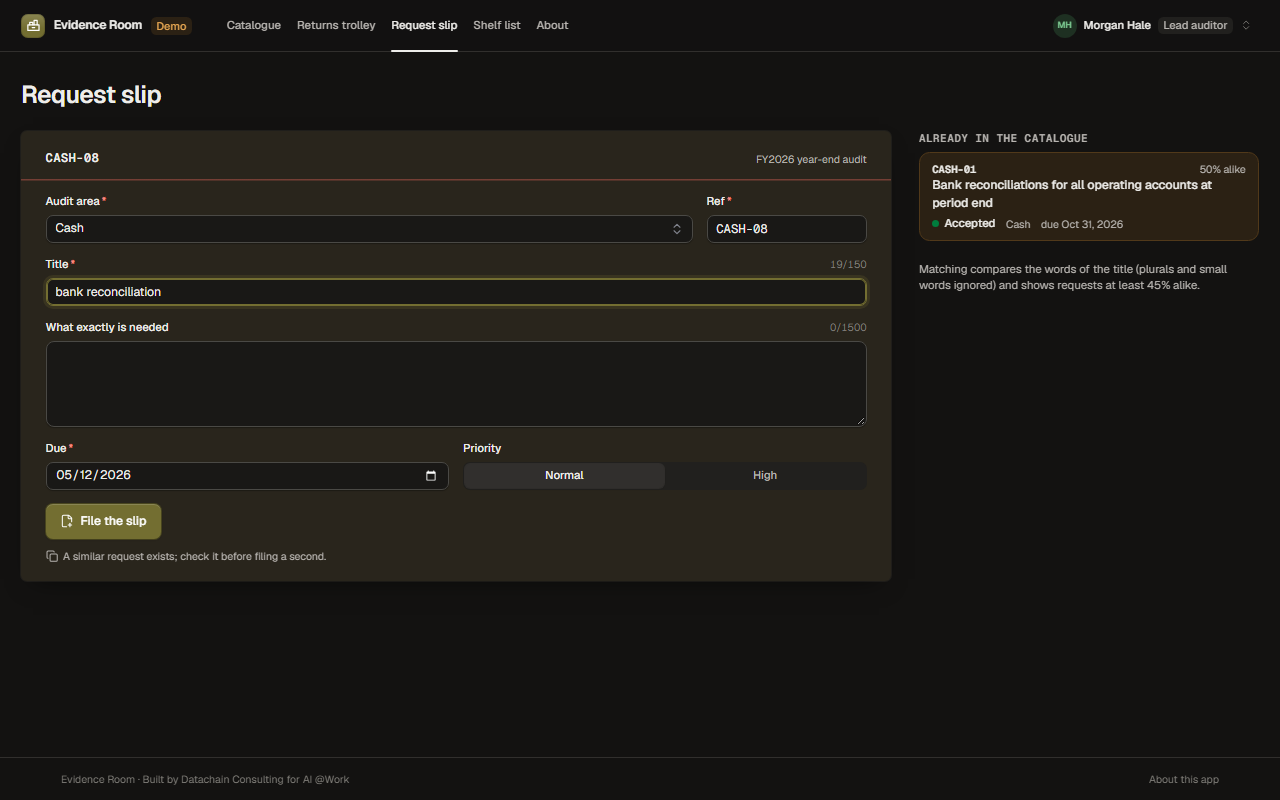 Evidence Room Demo Catalogue Returns trolley Request slip Shelf list About MH Morgan Hale Lead auditor
Request slip
CASH-08 FY2026 year-end audit
Audit area * Ref *
Cash CASH-08
Title * 19/150
bank reconciliation
What exactly is needed 0/1500
Due * Priority
05/12/2026 Normal High
File the slip
A similar request exists; check it before filing a second.
ALREADY IN THE CATALOGUE
CASH-01 50% alike
Bank reconciliations for all operating accounts at
period end
Accepted Cash due Oct 31, 2026
Matching compares the words of the title (plurals and small
words ignored) and shows requests at least 45% alike.
Evidence Room · Built by Datachain Consulting for AI @Work About this app